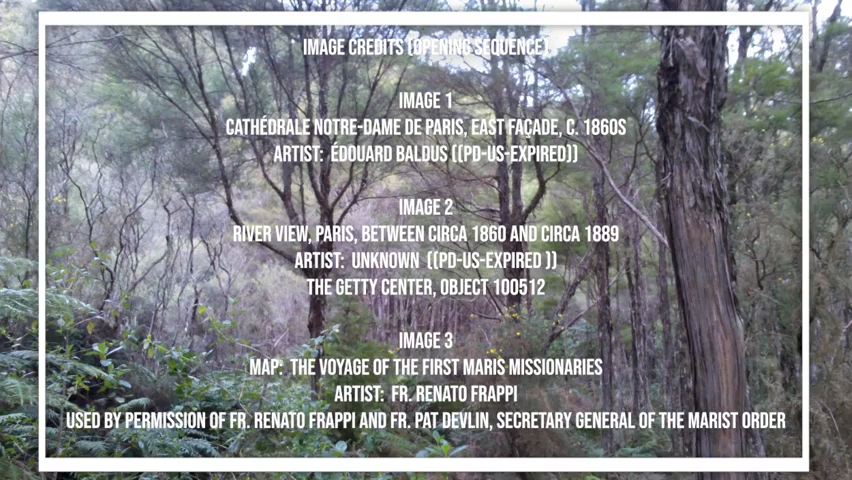 IMAGE CREDITS (OPENING SEQUENCE)
IMAGE 1
CATHÉDRALE NOTRE-DAME DE PARIS, EAST FAÇADE, C. 1860S
ARTIST: ÉDOUARD BALDUS ((PD-US-EXPIRED))
IMAGE 2
RIVER VIEW, PARIS, BETWEEN CIRCA 1860 AND CIRCA 1889
ARTIST: UNKNOWN ((PD-US-EXPIRED ))
THE GETTY CENTER, OBJECT 100512
IMAGE 3
MAP: THE VOYAGE OF THE FIRST MARIS MISSIONARIES
ARTIST: FR. RENATO FRAPPI
USED BY PERMISSION OF FR. RENATO FRAPPI AND FR. PAT DEVLIN, SECRETARY GENERAL OF THE MARIST ORDER